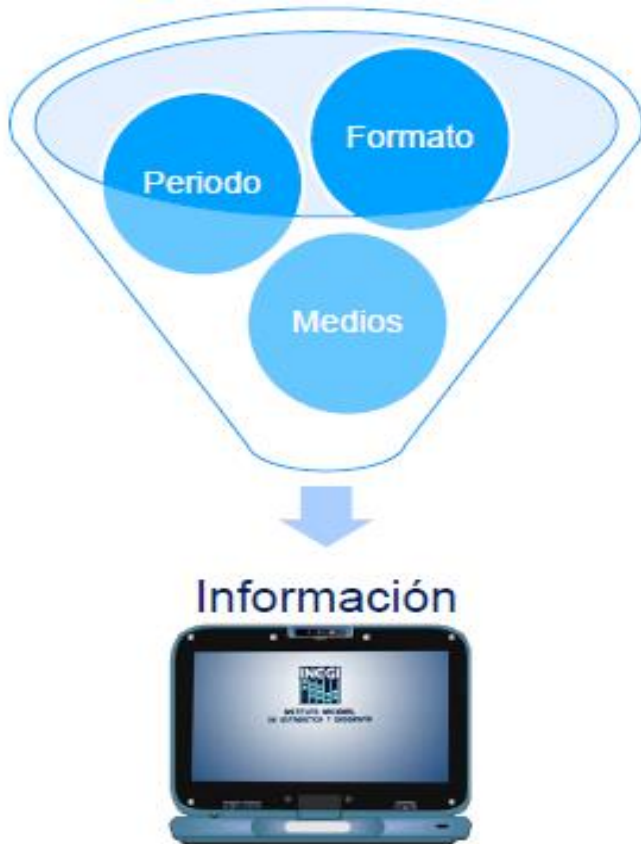 Formato
Periodo
Medios
Información
INEGI
INSTITUTO NACIONAL
DE ESTADÍSTICA Y GEOGRAFÍA